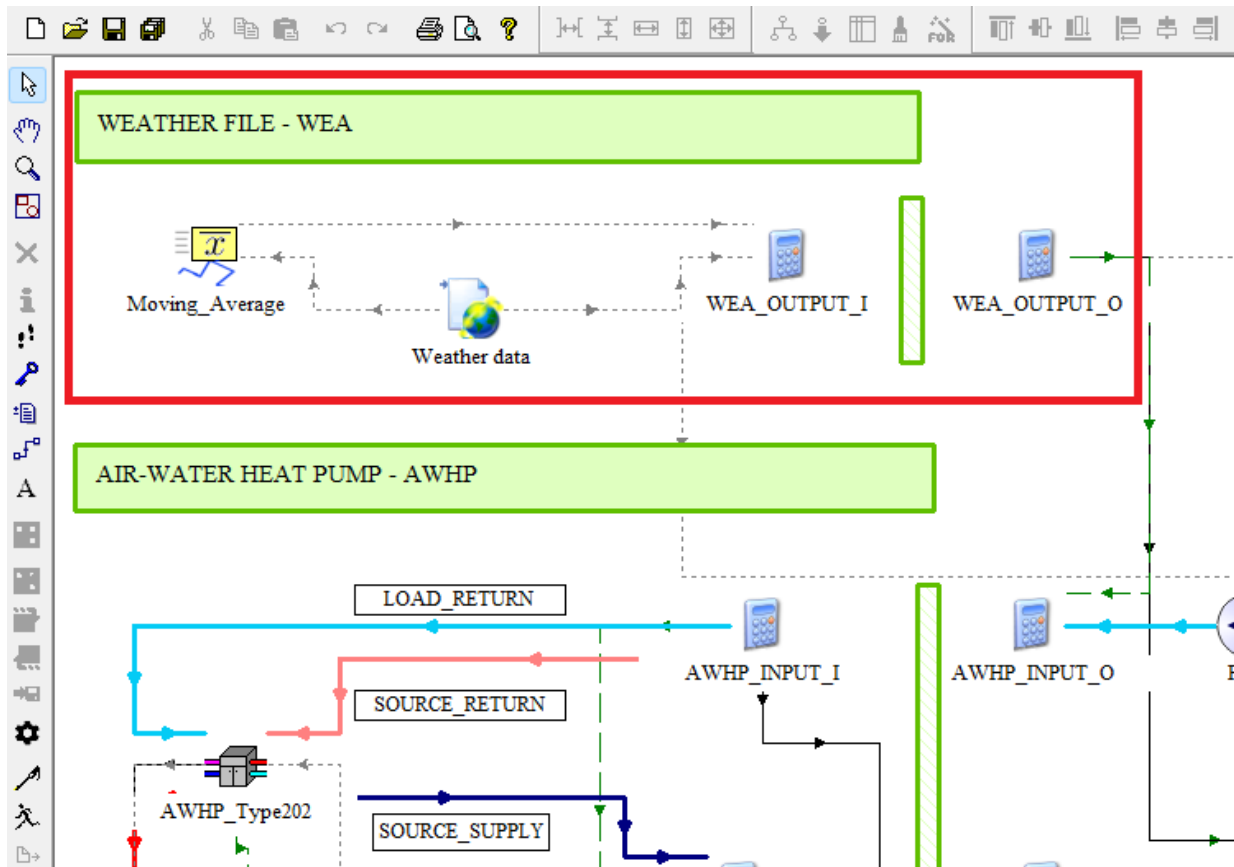 FOR
A
WEATHER FILE - WEA
x
Moving_Average
WEA_OUTPUT_I
WEA_OUTPUT_O
Weather data
AIR-WATER HEAT PUMP - AWHP
LOAD_RETURN
AWHP_INPUT_I
AWHP_INPUT_O
SOURCE_RETURN
AWHP_Type202
SOURCE_SUPPLY